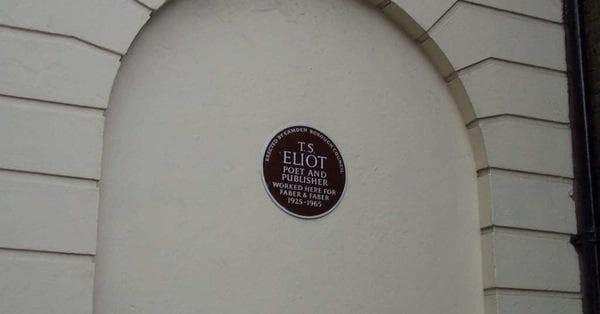 ERECTED BY CAMDEN BOROUGH COUNCIL
T.S.
ELIOT
POET AND
PUBLISHER
WORKED HERE FOR
FABER & FABER
1925-1965